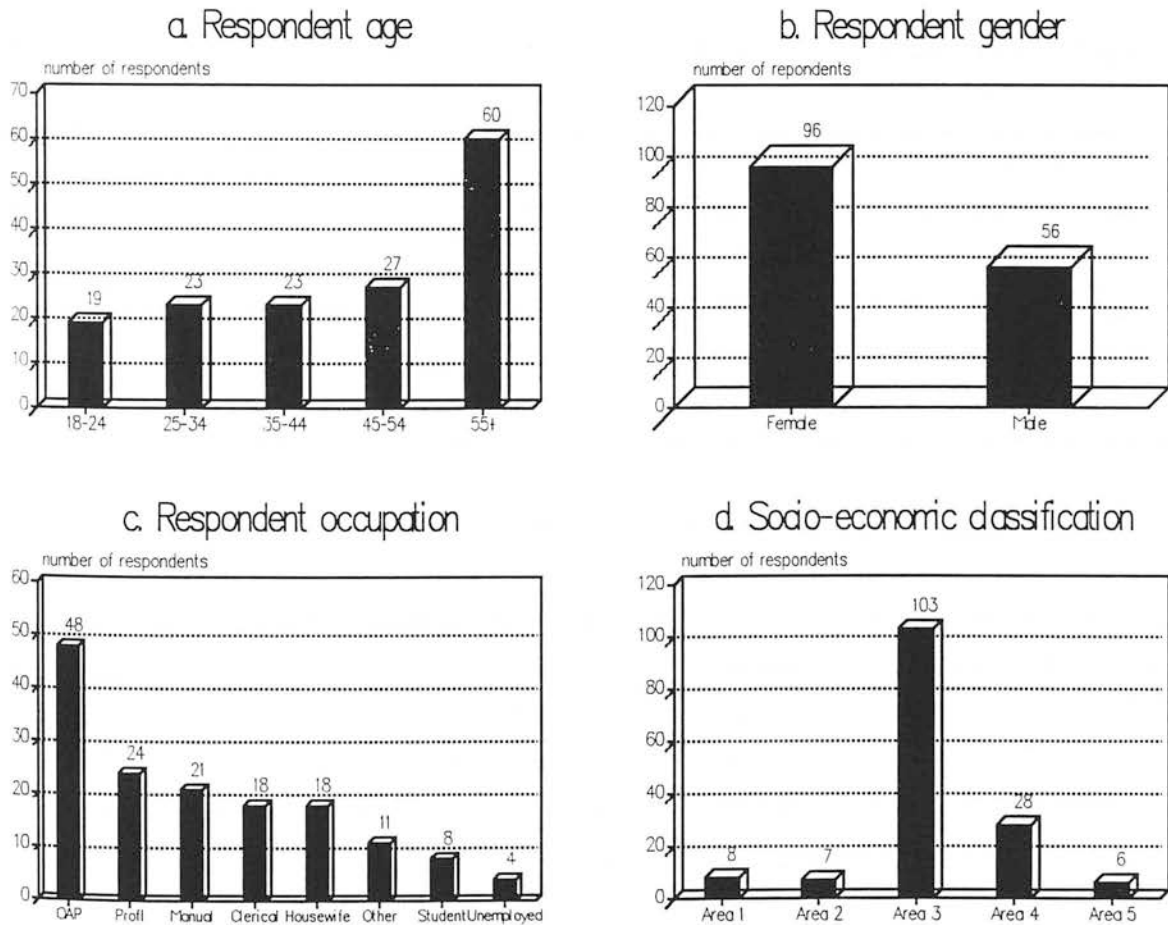 a. Respondent age
number of respondents
70
60
50
40
30
20
10
0
19
23
23
27
60
18-24
25-34
35-44
45-54
55+
b. Respondent gender
number of repondents
120
100
80
60
40
20
0
96
56
Female
Male
c. Respondent occupation
number of respondents
60
50
40
30
20
10
0
48
24
21
18
18
11
8
4
OAP
Profl
Manual
Clerical
Housewife
Other
Student
Unemployed
d. Socio-economic classification
number of respondents
120
100
80
60
40
20
0
8
7
103
28
6
Area 1
Area 2
Area 3
Area 4
Area 5